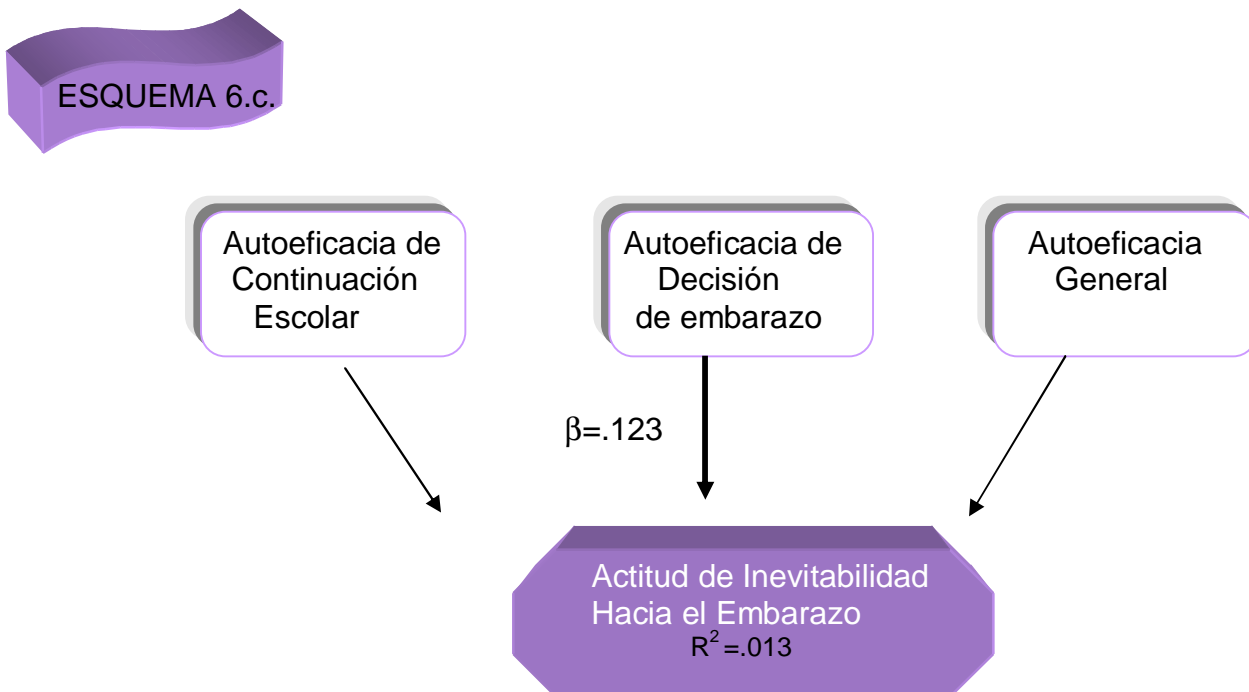 ESQUEMA 6.c.
Autoeficacia de
Continuación
Escolar
Autoeficacia de
Decisión
de embarazo
Autoeficacia
General
β=.123
Actitud de Inevitabilidad
Hacia el Embarazo
R² =.013